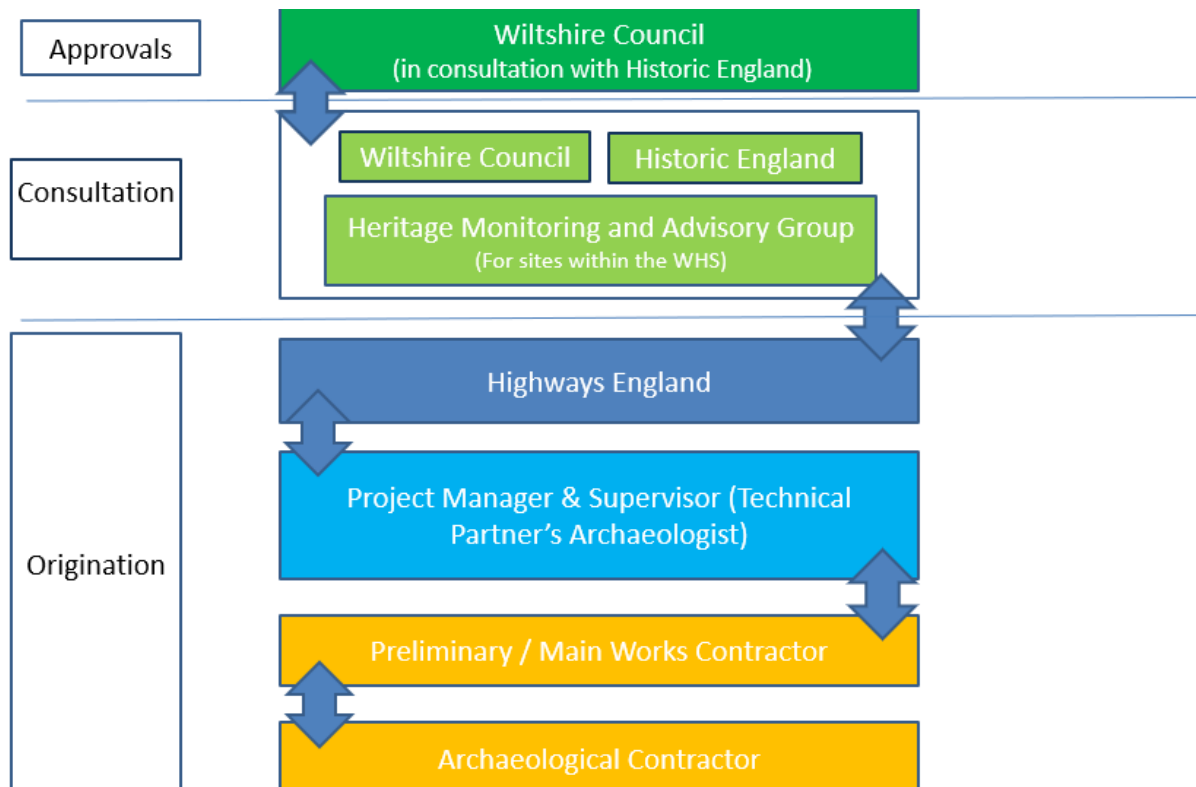 Approvals
Wiltshire Council
(in consultation with Historic England)
Consultation
Wiltshire Council
Historic England
Heritage Monitoring and Advisory Group
(For sites within the WHS)
Origination
Highways England
Project Manager & Supervisor (Technical
Partner’s Archaeologist)
Preliminary / Main Works Contractor
Archaeological Contractor